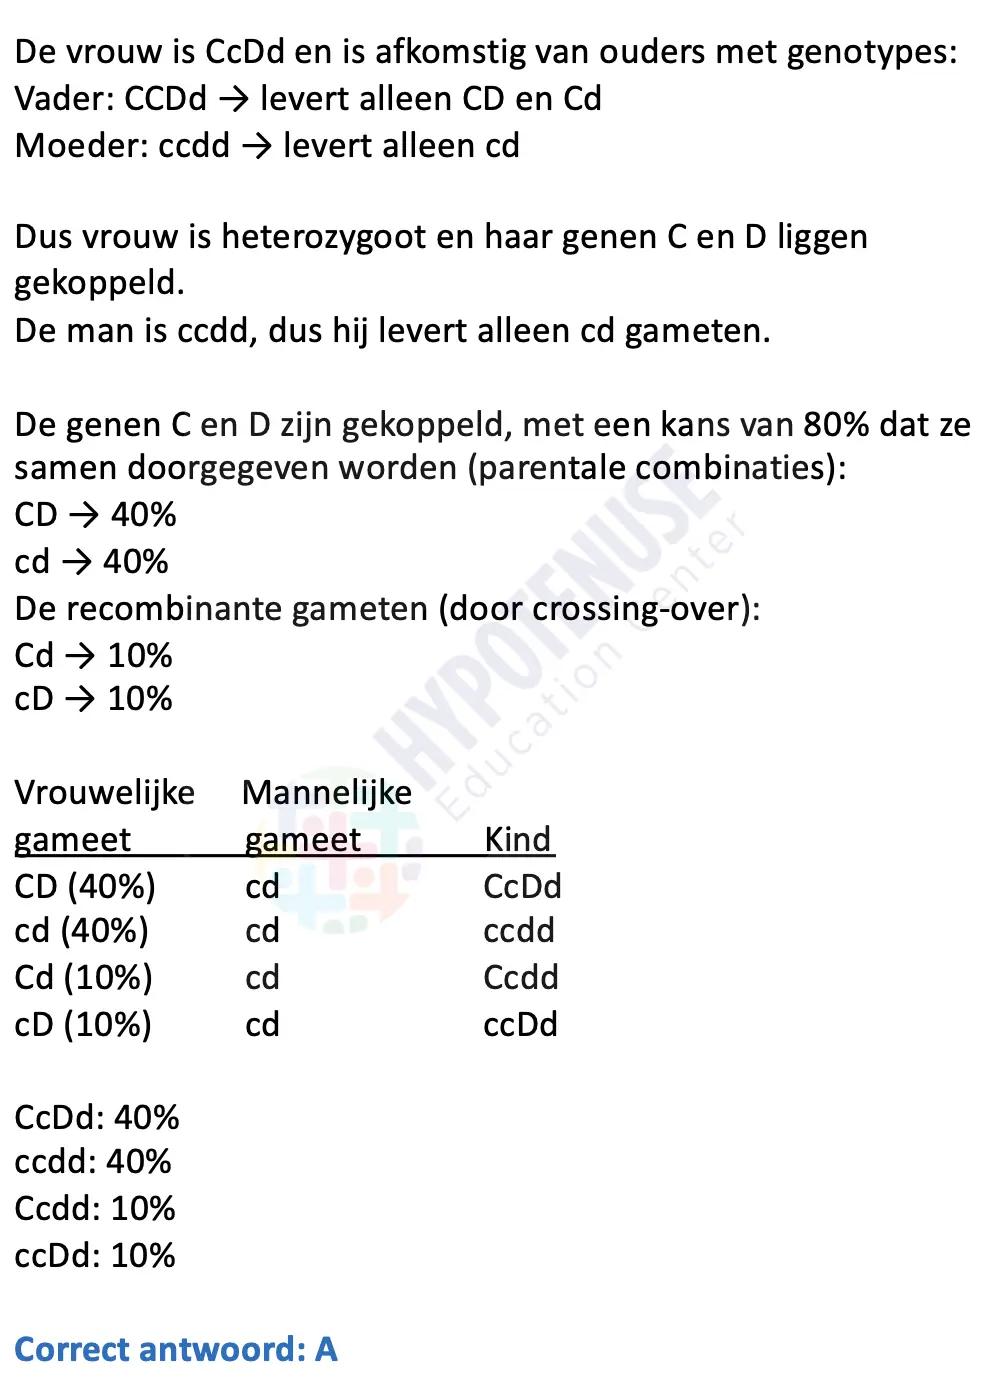 De vrouw is CcDd en is afkomstig van ouders met genotypes:
Vader: CCDd → levert alleen CD en Cd
Moeder: ccdd → levert alleen cd
Dus vrouw is heterozygoot en haar genen C en D liggen
gekoppeld.
De man is ccdd, dus hij levert alleen cd gameten.
De genen C en D zijn gekoppeld, met een kans van 80% dat ze
samen doorgegeven worden (parentale combinaties):
CD → 40%
cd → 40%
De recombinante gameten (door crossing-over):
Cd → 10%
cD → 10%
HYPOTENUSE
Education Center
Vrouwelijke Mannelijke
gameet gameet Kind
CD (40%) cd CcDd
cd (40%) cd ccdd
Cd (10%) cd Ccdd
cD (10%) cd ccDd
CcDd: 40%
ccdd: 40%
Ccdd: 10%
ccDd: 10%
Correct antwoord: A